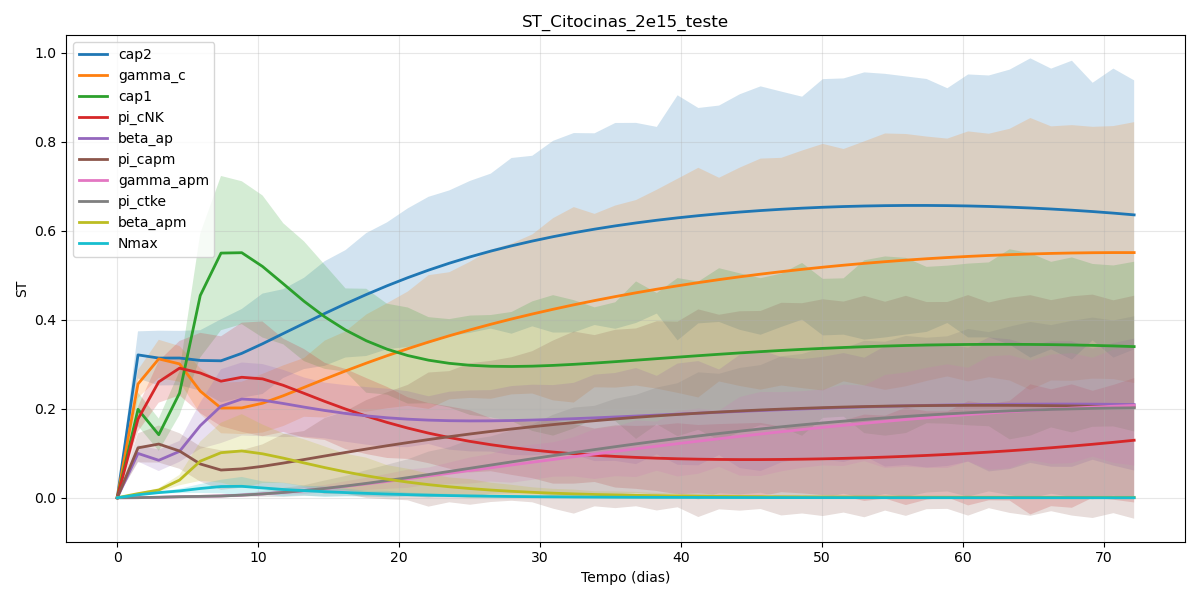 ST_Citocinas_2e15_teste
cap2
gamma_c
cap1
pi_cNK
beta_ap
pi_capm
gamma_apm
pi_ctke
beta_apm
Nmax
ST
1.0
0.8
0.6
0.4
0.2
0.0
0 10 20 30 40 50 60 70
Tempo (dias)